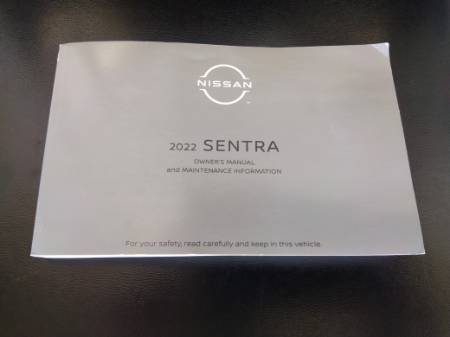 NISSAN
2022 SENTRA
OWNER'S MANUAL
and MAINTENANCE INFORMATION
For your safety, read carefully and keep in this vehicle.